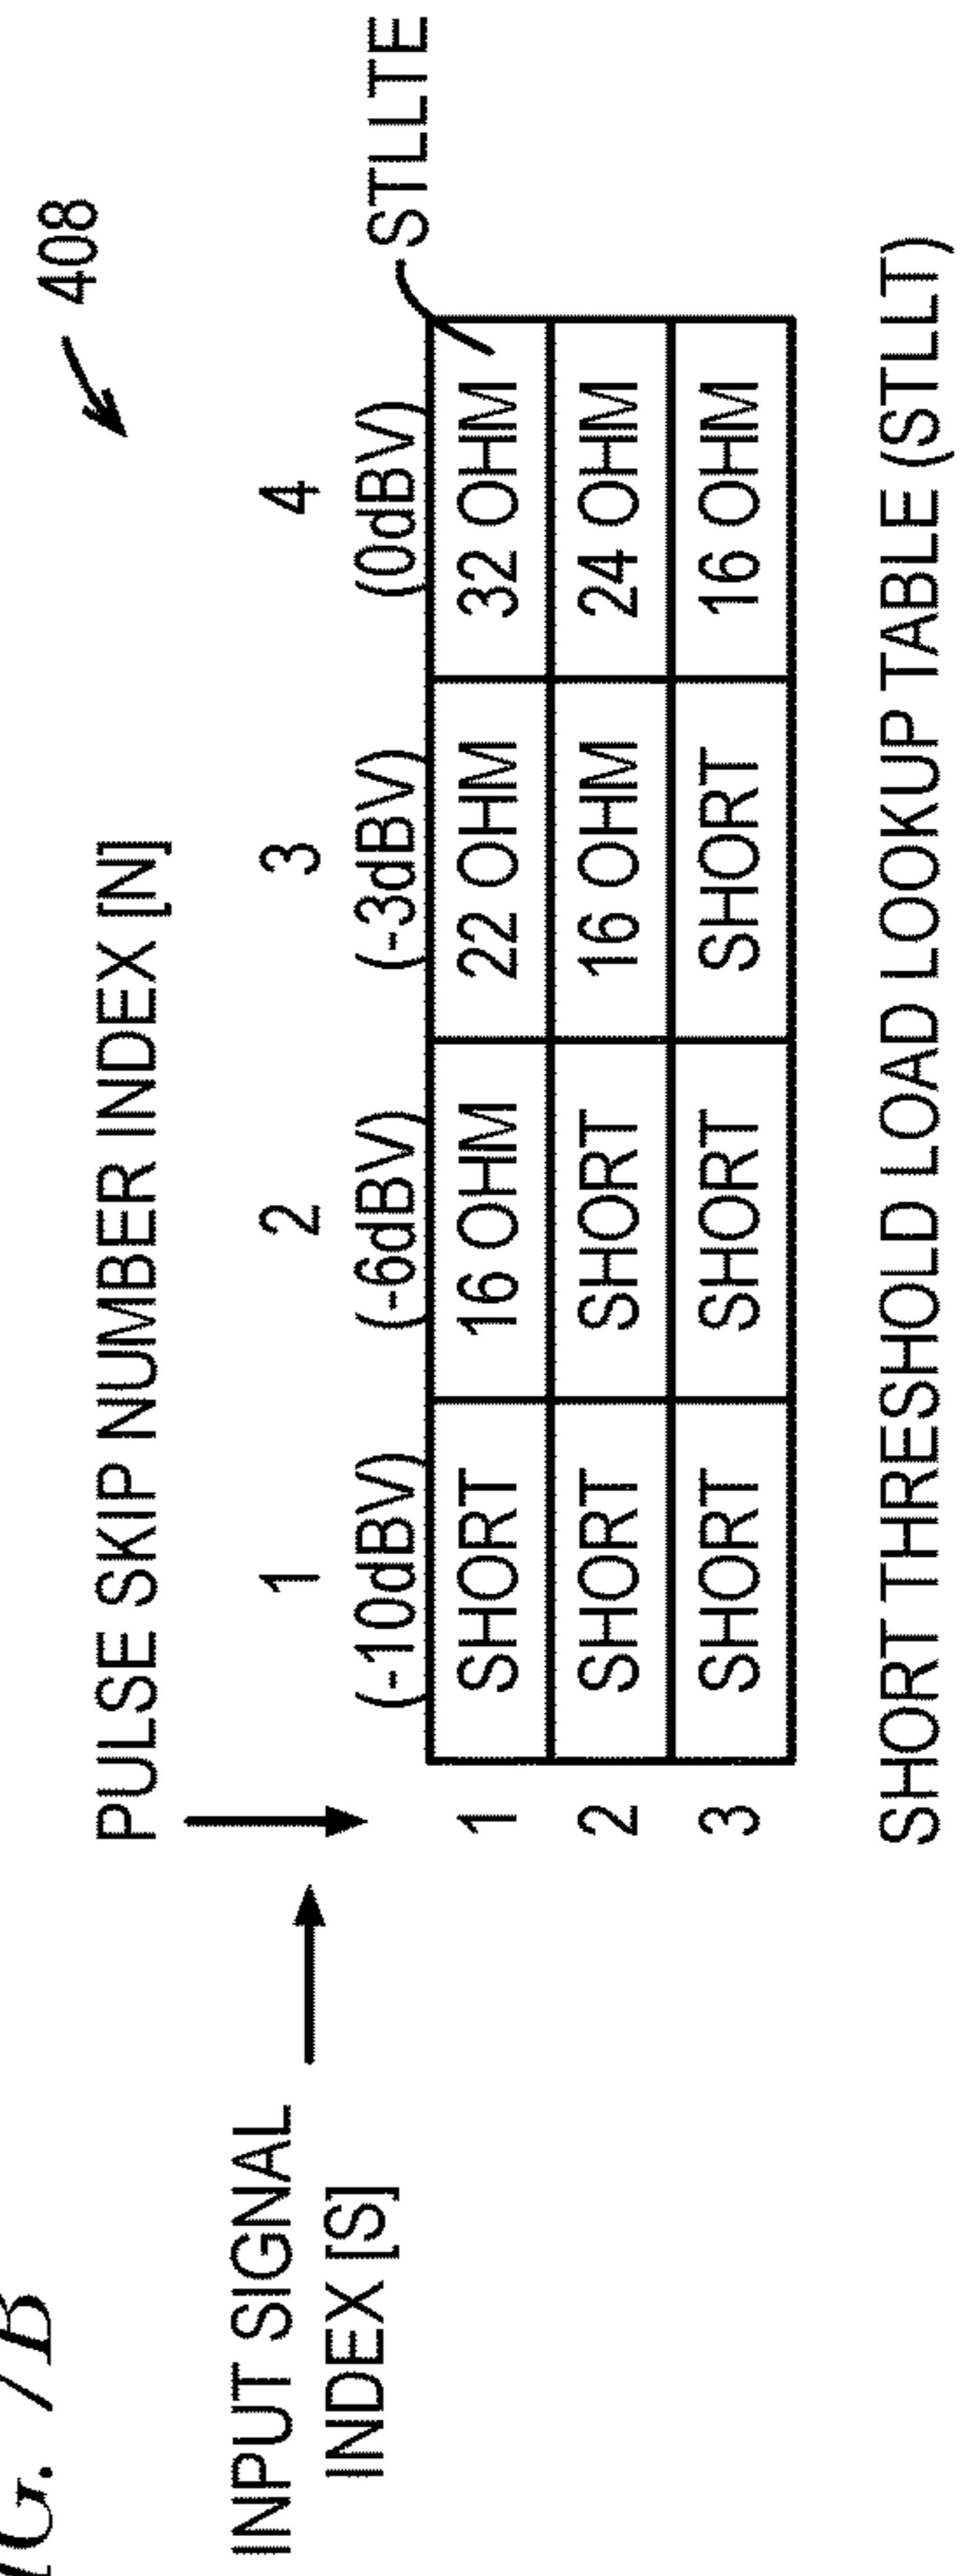 IG. 7B
408
PULSE SKIP NUMBER INDEX [N]
INPUT SIGNAL
INDEX [S]
1 2 3 4
(-10dBV) (-6dBV) (-3dBV) (0dBV)
STLLTE
1 SHORT 16 OHM 22 OHM 32 OHM
2 SHORT SHORT 16 OHM 24 OHM
3 SHORT SHORT SHORT 16 OHM
SHORT THRESHOLD LOAD LOOKUP TABLE (STLLT)